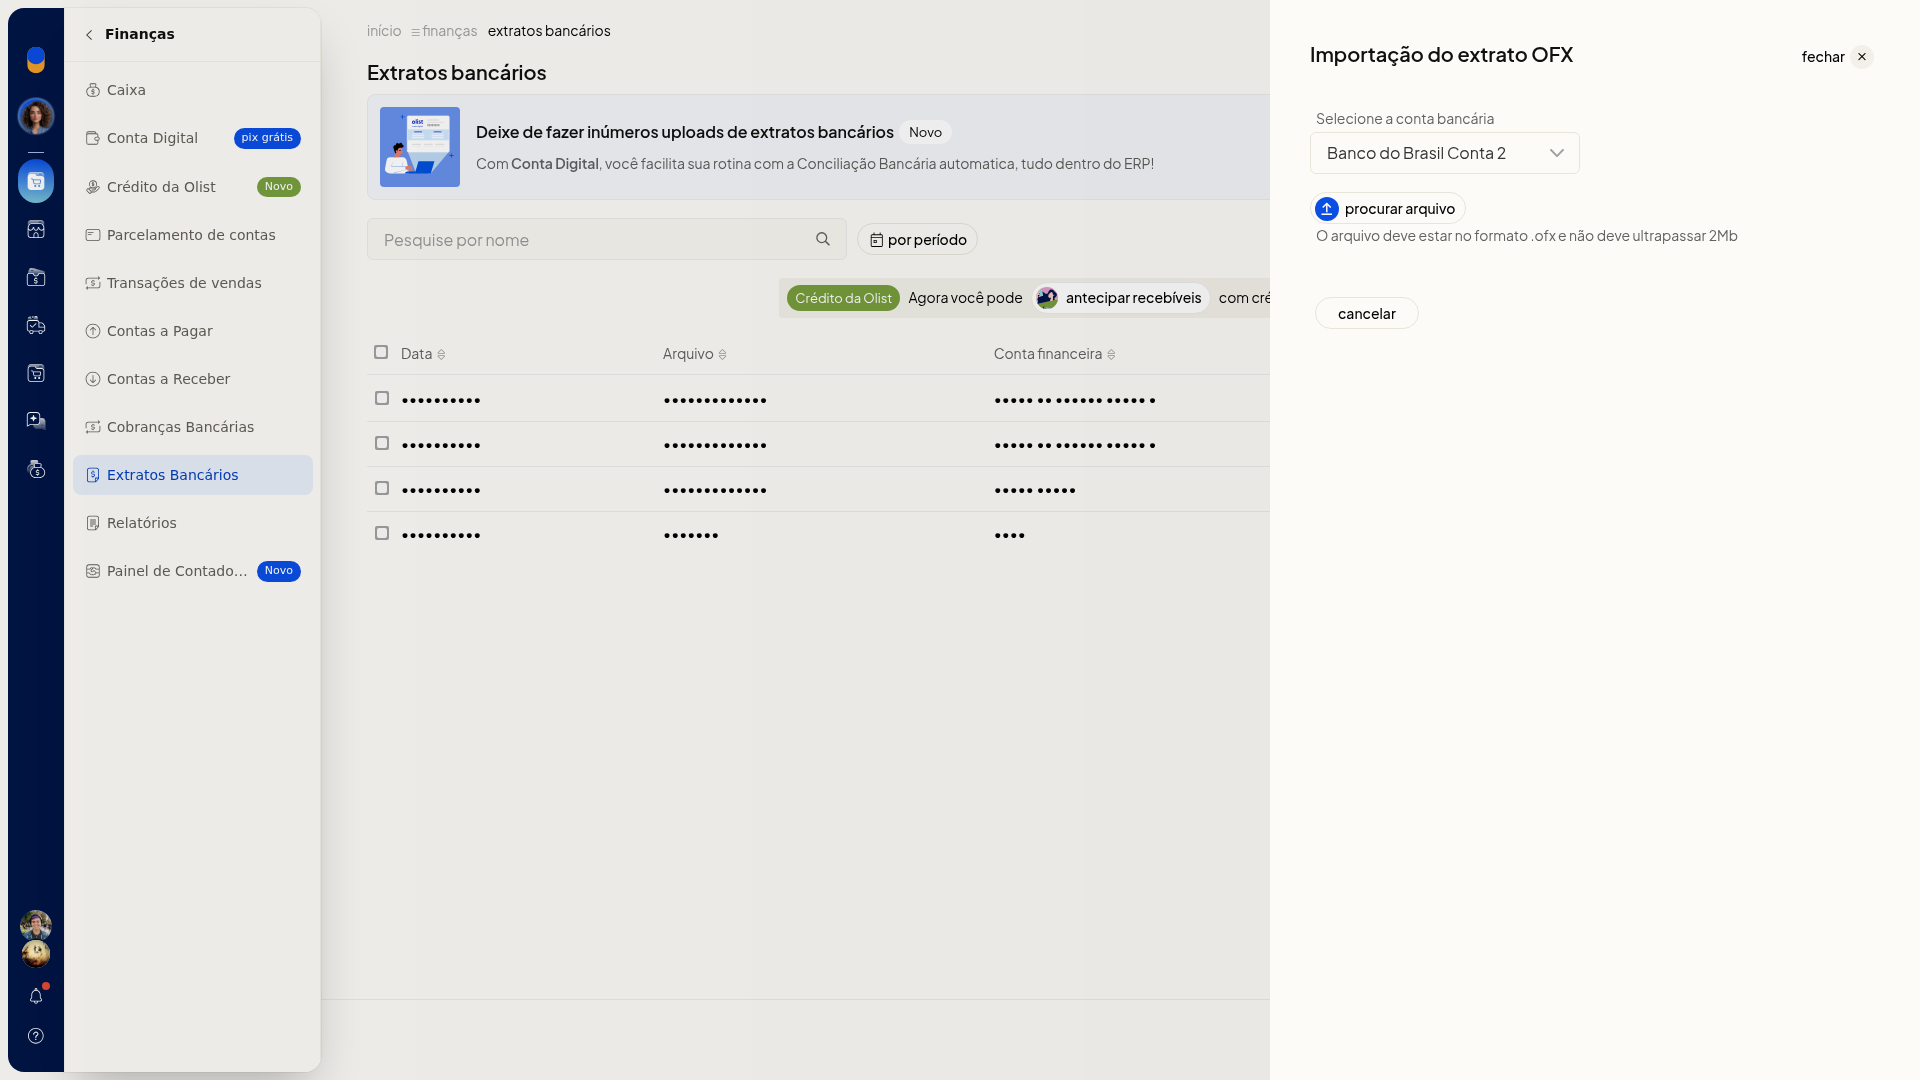 Finanças
Caixa
Conta Digital pix grátis
Crédito da Olist Novo
Parcelamento de contas
Transações de vendas
Contas a Pagar
Contas a Receber
Cobranças Bancárias
Extratos Bancários
Relatórios
Painel de Contado... Novo
início finanças extratos bancários
Extratos bancários
olist
Deixe de fazer inúmeros uploads de extratos bancários Novo
Com Conta Digital, você facilita sua rotina com a Conciliação Bancária automatica, tudo dentro do ERP!
Pesquise por nome
por período
Crédito da Olist Agora você pode antecipar recebíveis com cré
Data Arquivo Conta financeira
•••••••••• ••••••••••••• ••••• •• •••••• ••••• •
•••••••••• ••••••••••••• ••••• •• •••••• ••••• •
•••••••••• ••••••••••••• ••••• •••••
•••••••••• ••••••• ••••
Importação do extrato OFX
fechar
Selecione a conta bancária
Banco do Brasil Conta 2
procurar arquivo
O arquivo deve estar no formato .ofx e não deve ultrapassar 2Mb
cancelar